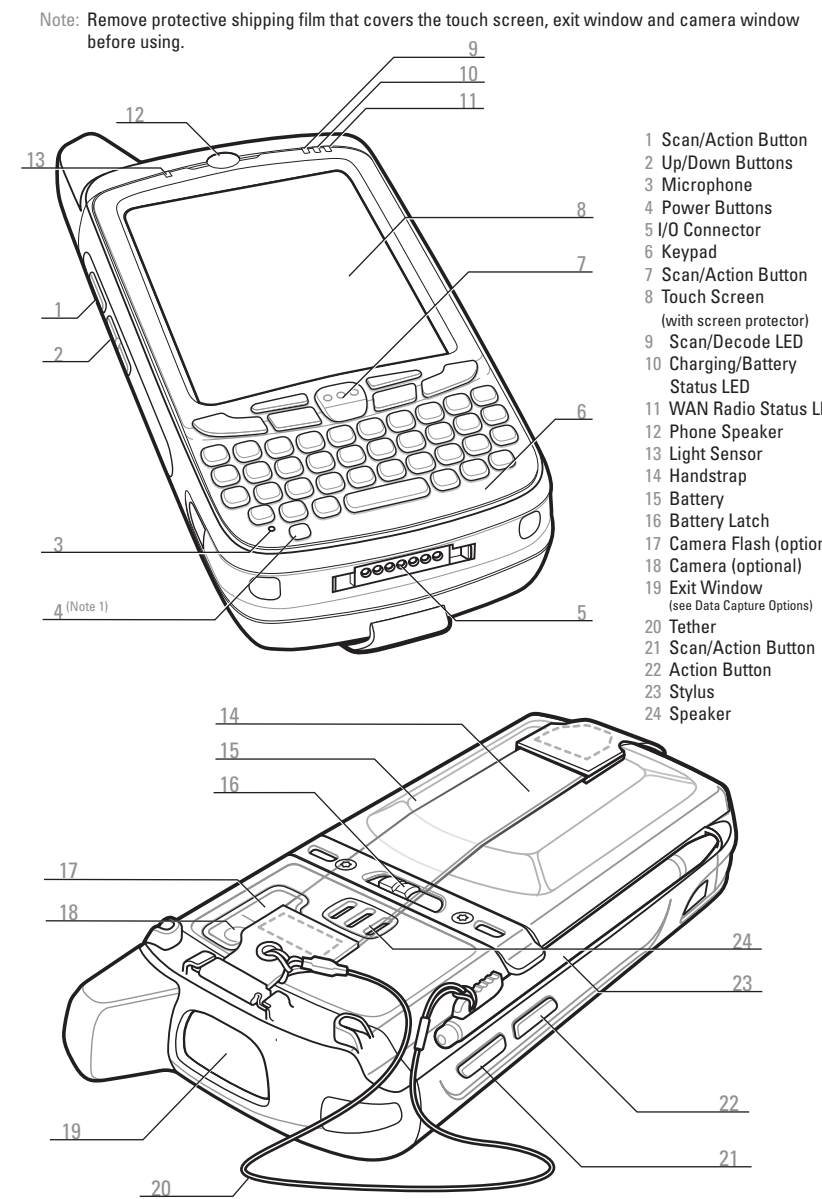 Note: Remove protective shipping film that covers the touch screen, exit window and camera window
before using.
9
10
11
12
13
8
7
1
2
6
3
4 (Note 1)
5
1 Scan/Action Button
2 Up/Down Buttons
3 Microphone
4 Power Buttons
5 I/O Connector
6 Keypad
7 Scan/Action Button
8 Touch Screen
(with screen protector)
9 Scan/Decode LED
10 Charging/Battery
Status LED
11 WAN Radio Status
12 Phone Speaker
13 Light Sensor
14 Handstrap
15 Battery
16 Battery Latch
17 Camera Flash
18 Camera (optional)
19 Exit Window
(see Data Capture Options)
20 Tether
21 Scan/Action Button
22 Action Button
23 Stylus
24 Speaker
14
15
16
17
18
24
23
22
19
21
20